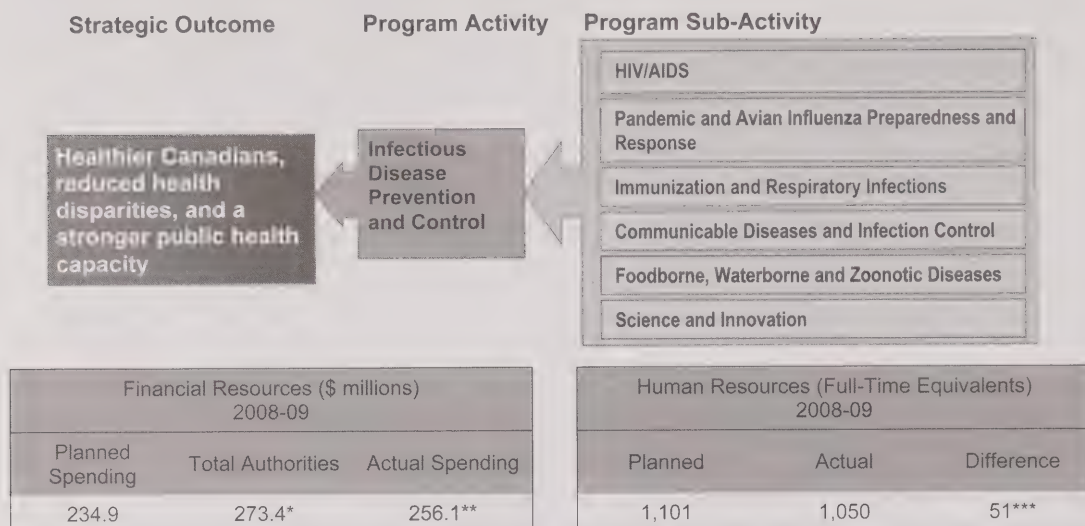 Strategic Outcome
Program Activity
Program Sub-Activity
Healthier Canadians,
reduced health
disparities, and a
stronger public health
capacity
Infectious
Disease
Prevention
and Control
HIV/AIDS
Pandemic and Avian Influenza Preparedness and
Response
Immunization and Respiratory Infections
Communicable Diseases and Infection Control
Foodborne, Waterborne and Zoonotic Diseases
Science and Innovation
Financial Resources ($ millions)
2008-09
Planned
Spending
Total Authorities
Actual Spending
234.9
273.4*
256.1**
Human Resources (Full-Time Equivalents)
2008-09
Planned
Actual
Difference
1,101
1,050
51***